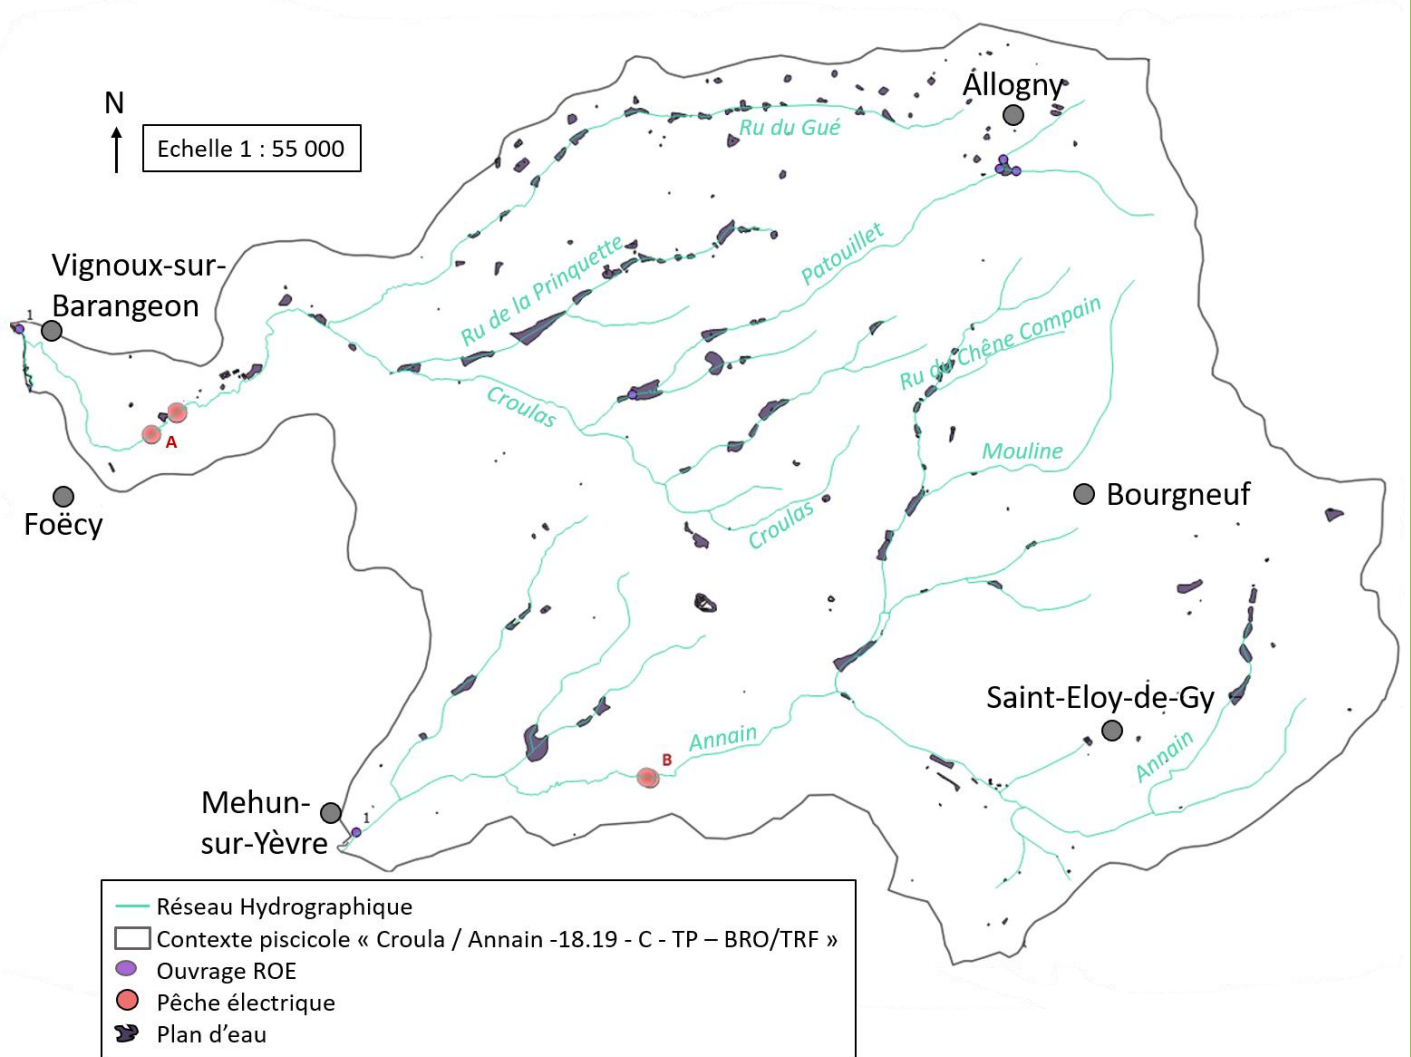 Allogny
N
Echelle 1 : 55 000
Ru du Gué
Patouillet
Ru de la Prinquette
Vignoux-sur-
Barangeon
1
Ru du Chêne Compain
Croulas
A
Mouline
Foëcy
Bourgneuf
Croulas
Saint-Eloy-de-Gy
Annain
B
Annain
Mehun-
sur-Yèvre
1
Réseau Hydrographique
Contexte piscicole « Croula / Annain -18.19 - C - TP – BRO/TRF »
Ouvrage ROE
Pêche électrique
Plan d’eau